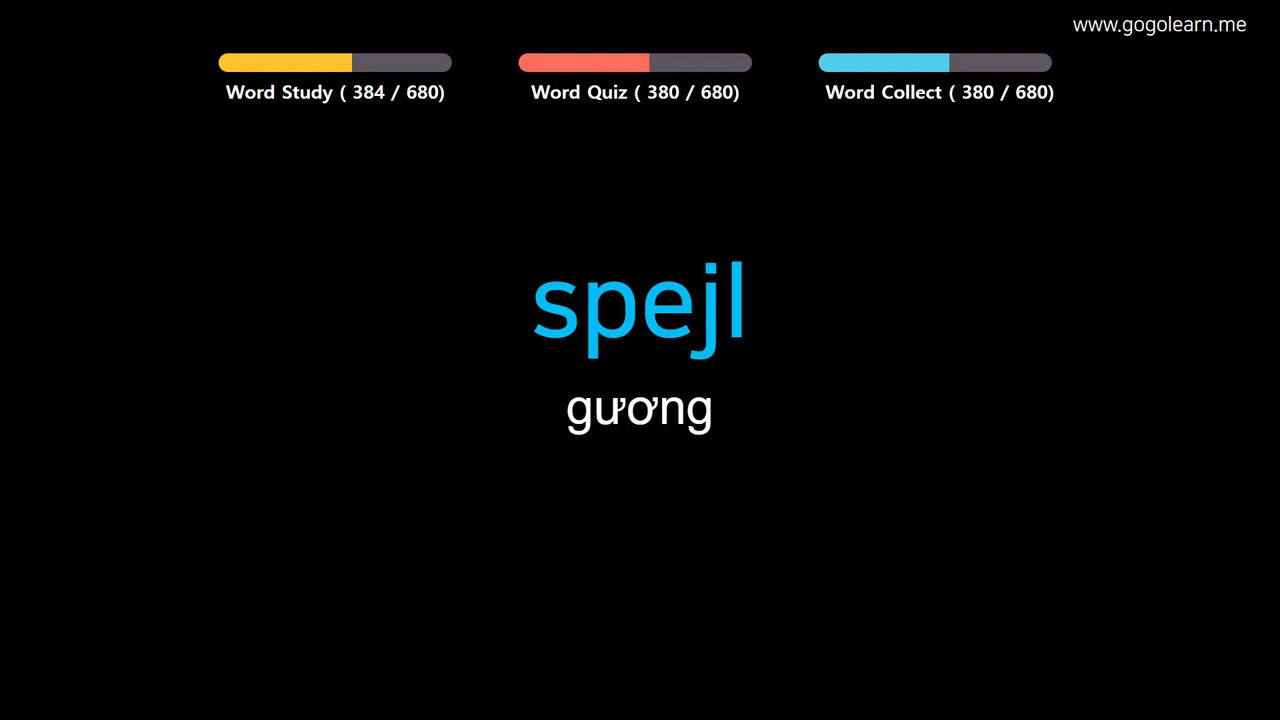 www.gogolearn.me
Word Study ( 384 / 680)
Word Quiz ( 380 / 680)
Word Collect ( 380 / 680)
spejl
gương